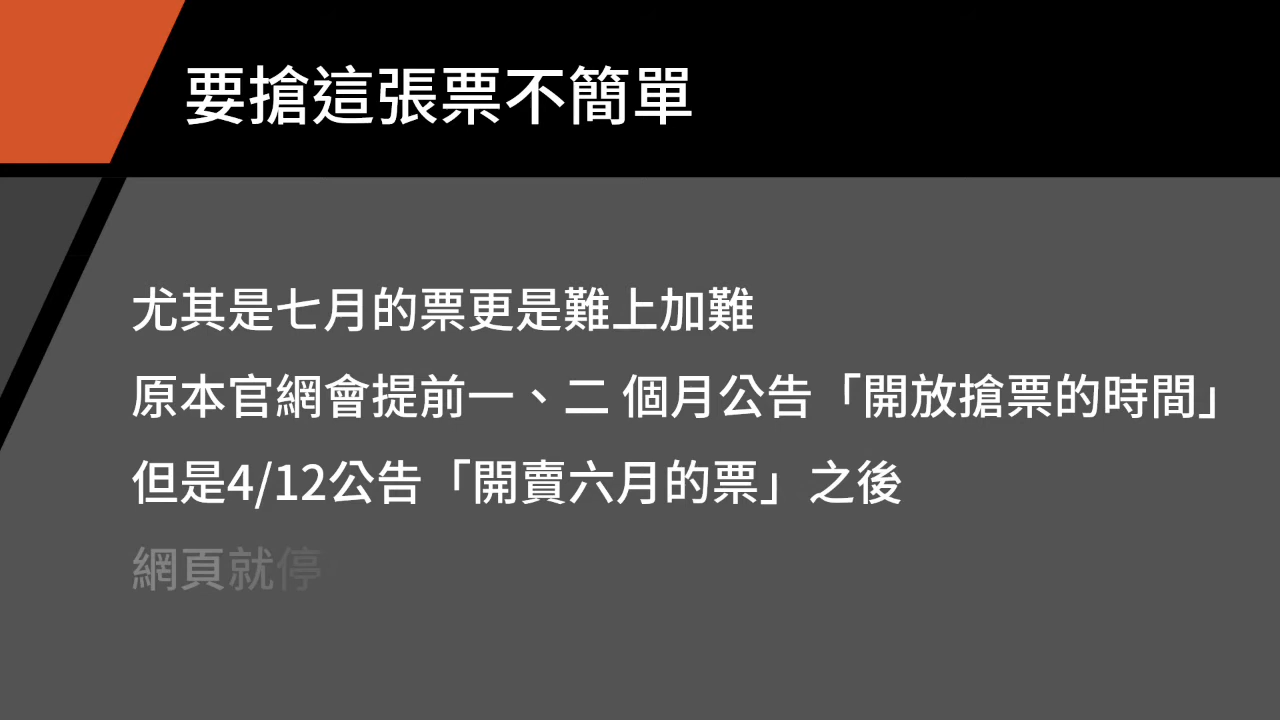 要搶這張票不簡單
尤其是七月的票更是難上加難
原本官網會提前一、二 個月公告「開放搶票的時間」
但是4/12公告「開賣六月的票」之後
網頁就停